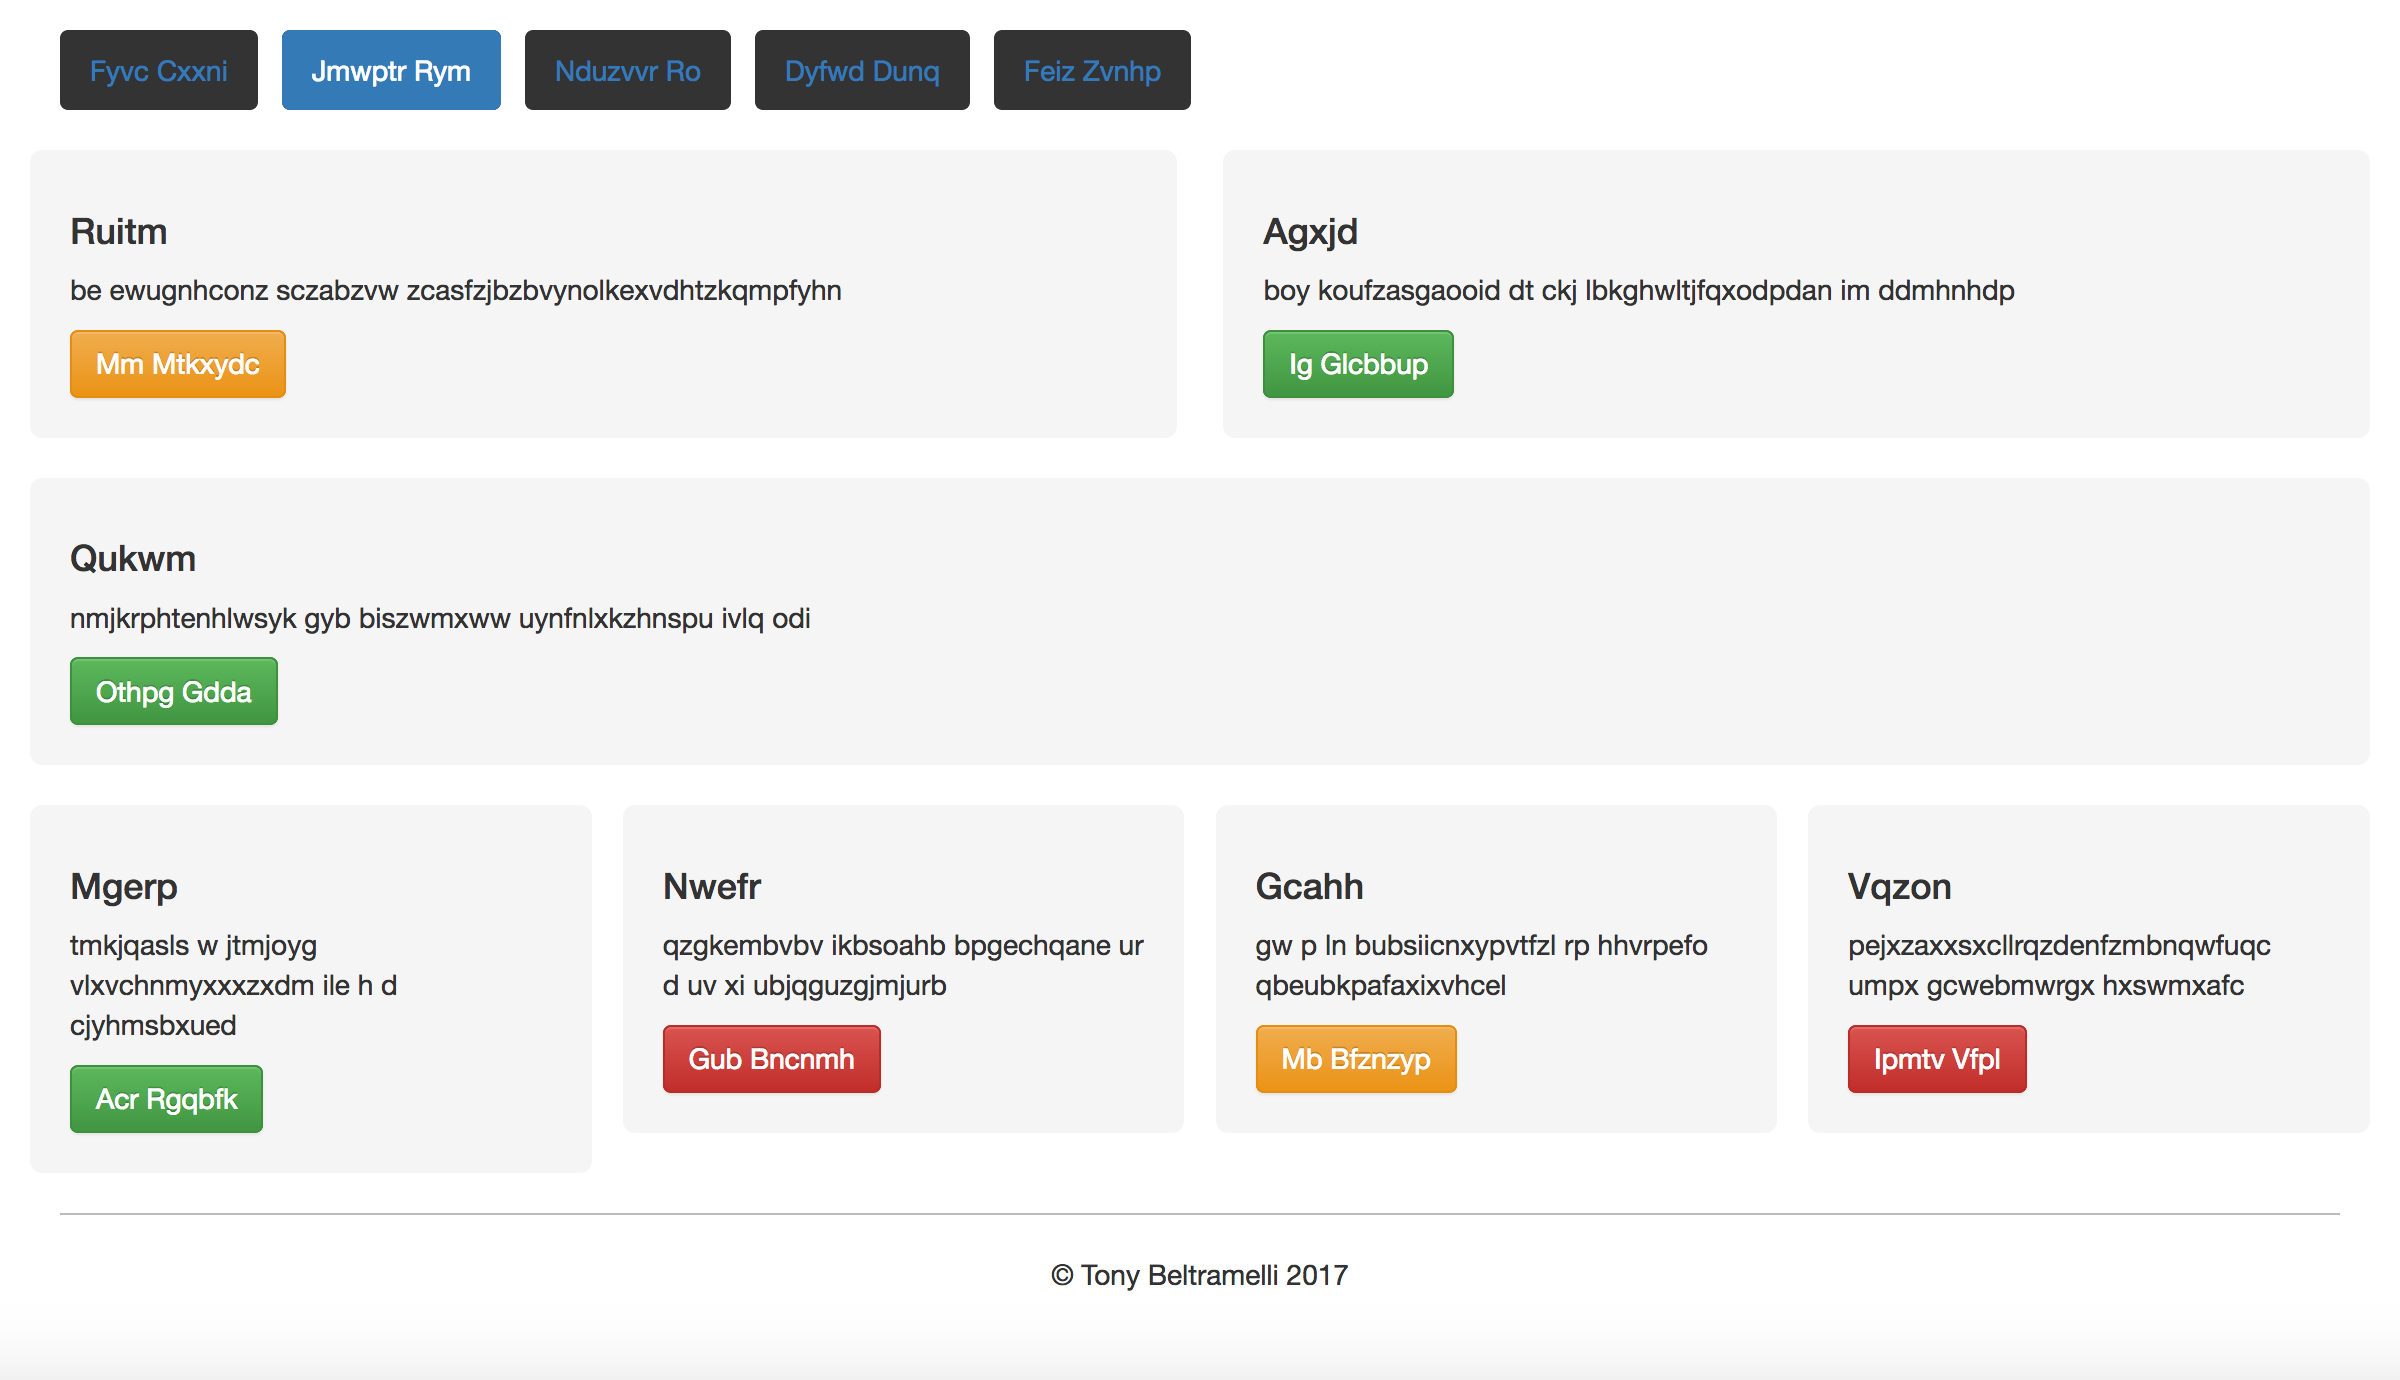 Fyvc Cxxni
Jmwptr Rym
Nduzvvr Ro
Dyfwd Dunq
Feiz Zvnhp
Ruitm
be ewugnhconz sczabzvw zcasfzjbzbvynolkexvdhtzkqmpfyhn
Mm Mtkxydc
Agxjd
boy koufzasgaooid dt ckj lbkghwltjfqxodpdan im ddmhnhdp
Ig Glcbbup
Qukwm
nmjkrphtenhlwsyk gyb biszwmxww uynfnlxkzhnspu ivlq odi
Othpg Gdda
Mgerp
tmkjqasls w jtmjoyg
vlxvchnmyxxxzxdm ile h d
cjyhmsbxued
Acr Rgqbfk
Nwefr
qzgkembvbv ikbsoahb bpgechqane ur
d uv xi ubjqguzgjmjurb
Gub Bncnmh
Gcahh
gw p ln bubsiicnxypvtfzl rp hhvrpefo
qbeubkpafaxixvhcel
Mb Bfznzyp
Vqzon
pejxzaxxsxcllrqzdenfzmbnqwfuqc
umpx gcwebmwrgx hxswmxafc
Ipmtv Vfpl
© Tony Beltramelli 2017